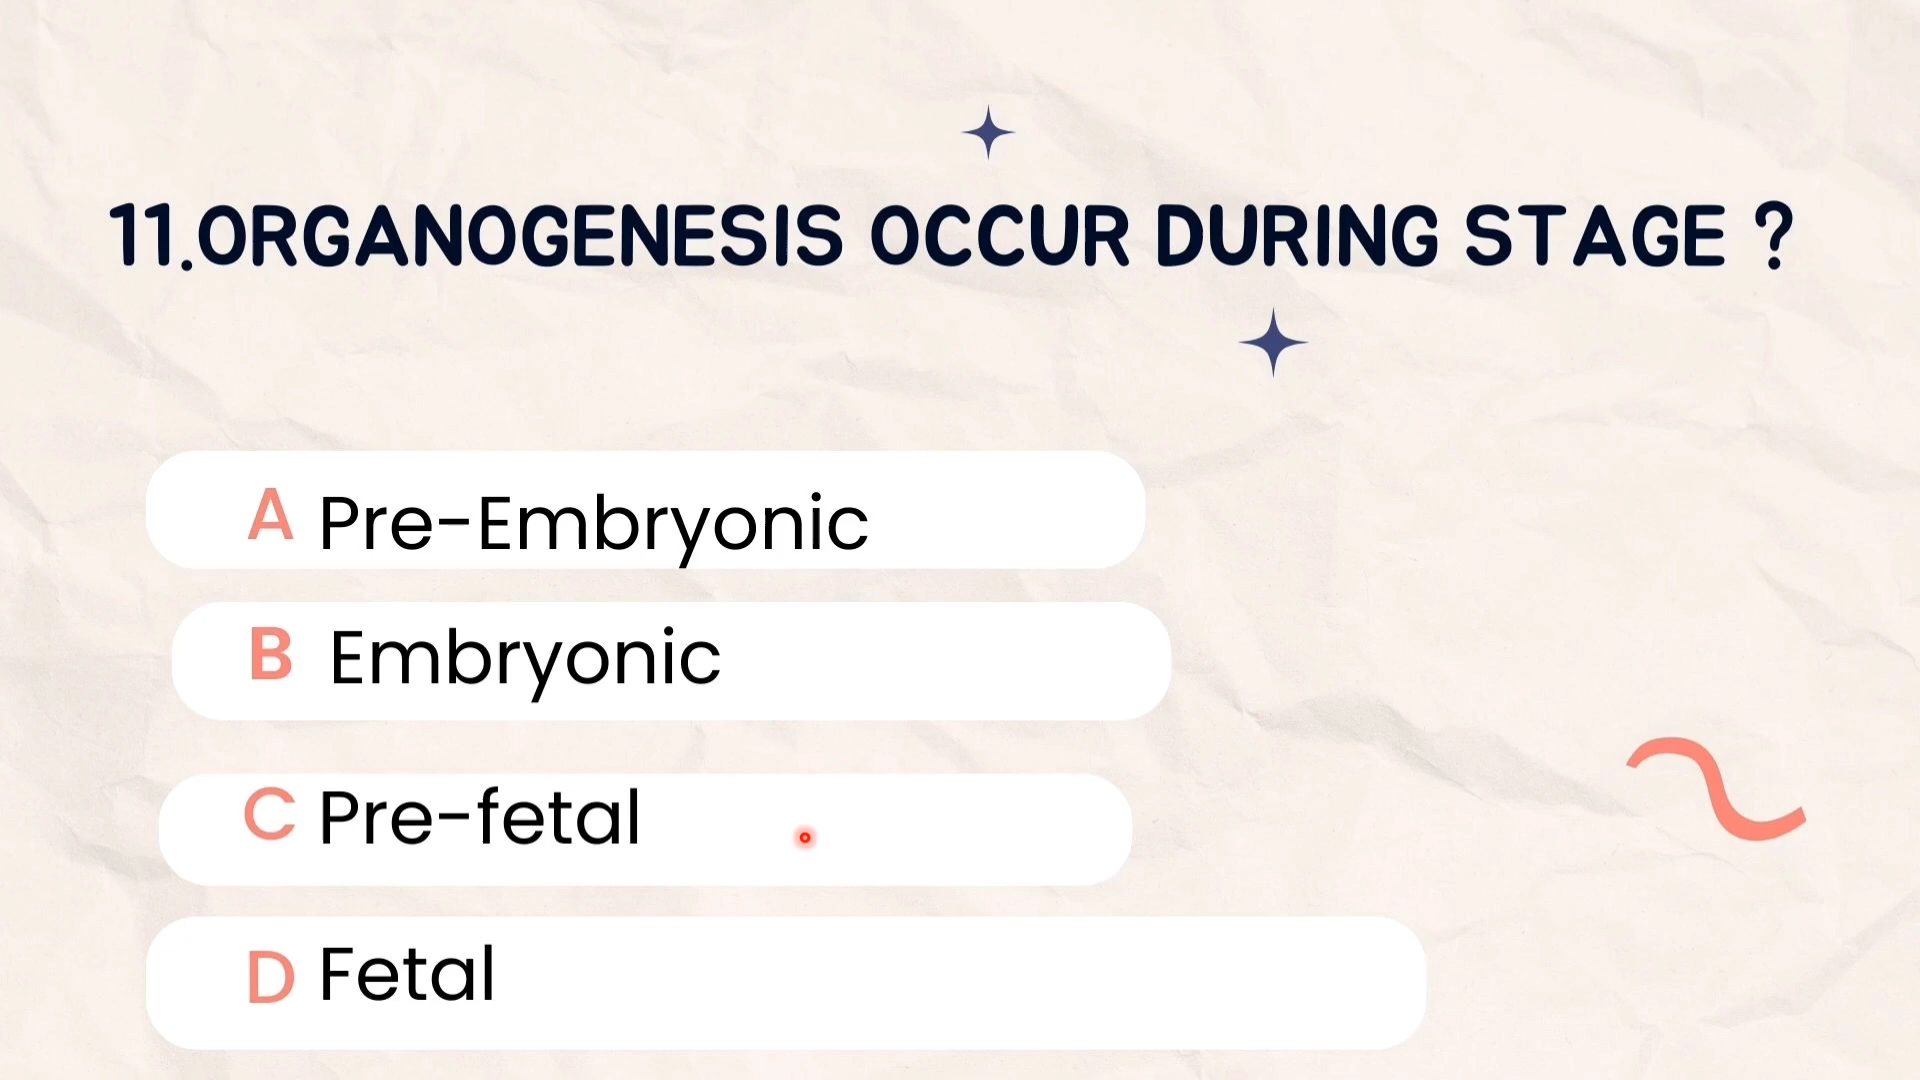 11.ORGANOGENESIS OCCUR DURING STAGE ?
A Pre-Embryonic
B Embryonic
C Pre-fetal
D Fetal